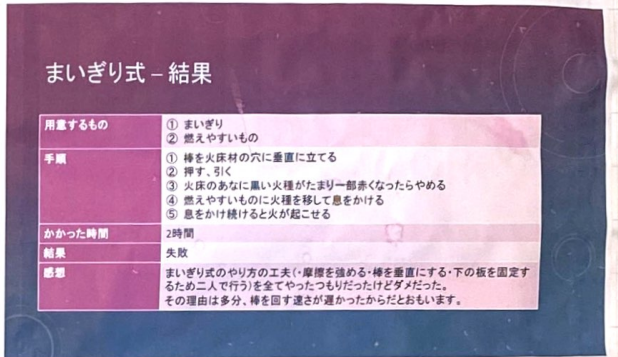 まいぎり式 – 結果
用意するもの
① まいぎり
② 燃えやすいもの
手順
① 棒を火床材の穴に垂直に立てる
② 押す、引く
③ 火床のあなに黒い火種がたまり一部赤くなったらやめる
④ 燃えやすいものに火種を移して息をかける
⑤ 息をかけ続けると火が起こせる
かかった時間
2時間
結果
失敗
感想
まいぎり式のやり方の工夫(・摩擦を強める・棒を垂直にする・下の板を固定す
るため二人で行う)を全てやったつもりだったけどダメだった。
その理由は多分、棒を回す速さが遅かったからだとおもいます。